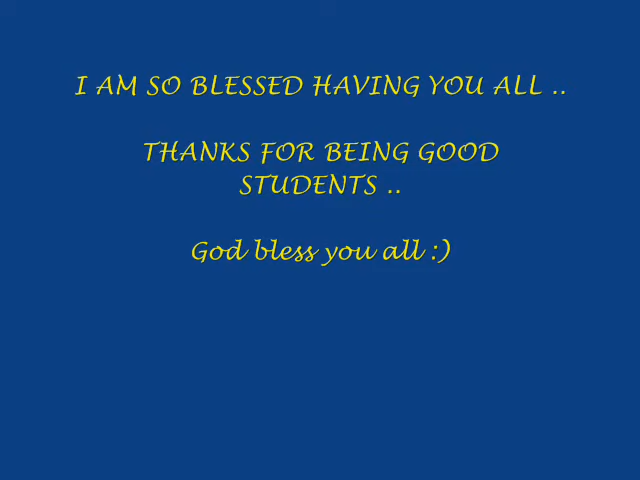 I AM SO BLESSED HAVING YOU ALL ..
THANKS FOR BEING GOOD
STUDENTS ..
God bless you all :)